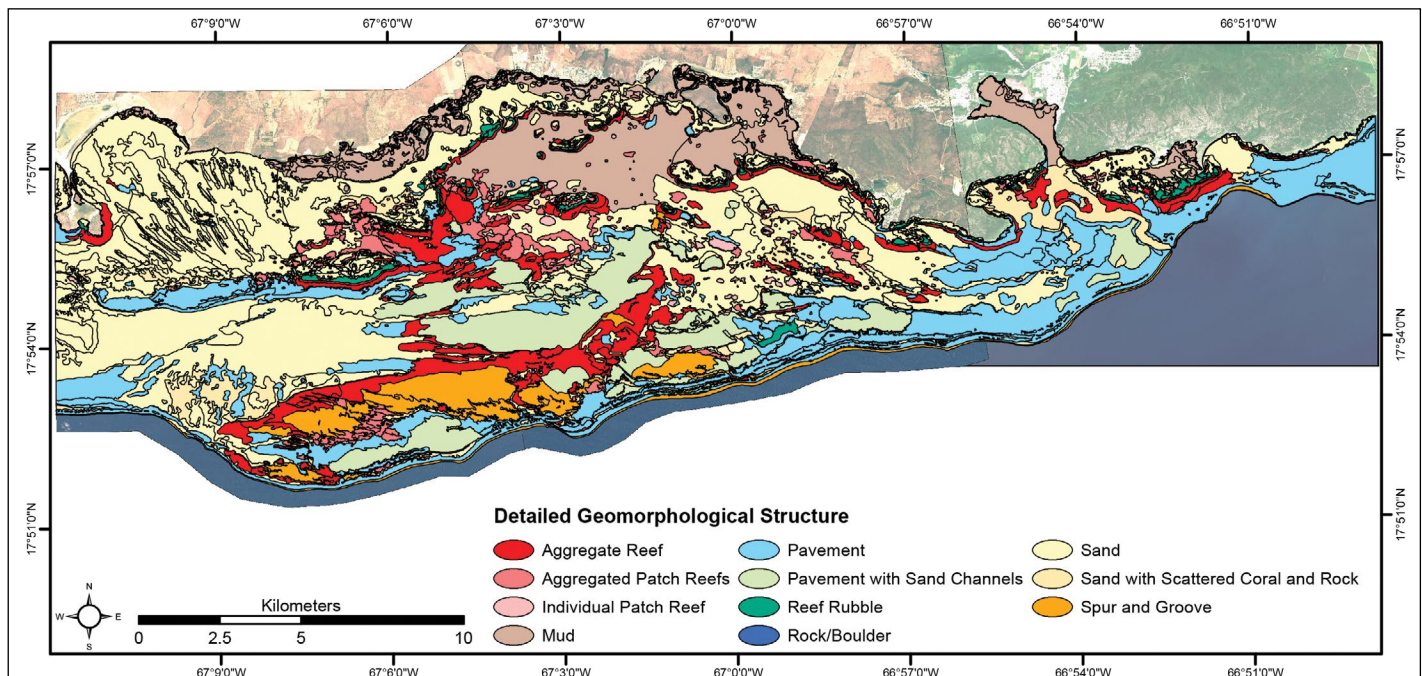 67°9'0"W 67°6'0"W 67°3'0"W 67°0'0"W 66°57'0"W 66°54'0"W 66°51'0"W
17°57'0"N 17°57'0"N
17°54'0"N 17°54'0"N
17°51'0"N 17°51'0"N
Detailed Geomorphological Structure
Aggregate Reef
Aggregated Patch Reefs
Individual Patch Reef
Mud
Pavement
Pavement with Sand Channels
Reef Rubble
Rock/Boulder
Sand
Sand with Scattered Coral and Rock
Spur and Groove
N
W E
S
Kilometers
0 2.5 5 10
67°9'0"W 67°6'0"W 67°3'0"W 67°0'0"W 66°57'0"W 66°54'0"W 66°51'0"W